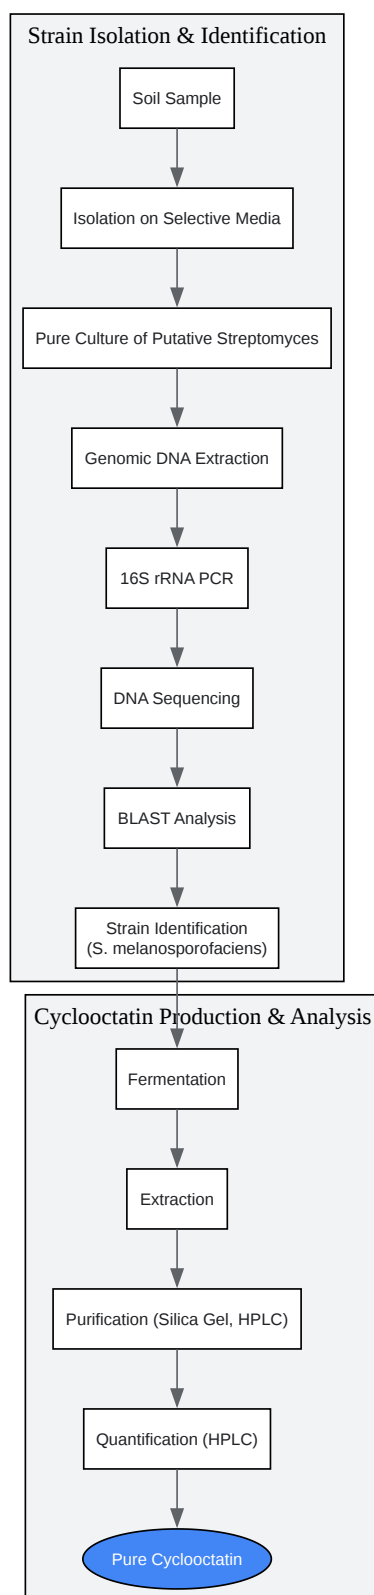 Strain Isolation & Identification
Soil Sample
Isolation on Selective Media
Pure Culture of Putative Streptomyces
Genomic DNA Extraction
16S rRNA PCR
DNA Sequencing
BLAST Analysis
Strain Identification
(S. melanosporofaciens)
Cyclooctatin Production & Analysis
Fermentation
Extraction
Purification (Silica Gel, HPLC)
Quantification (HPLC)
Pure Cyclooctatin